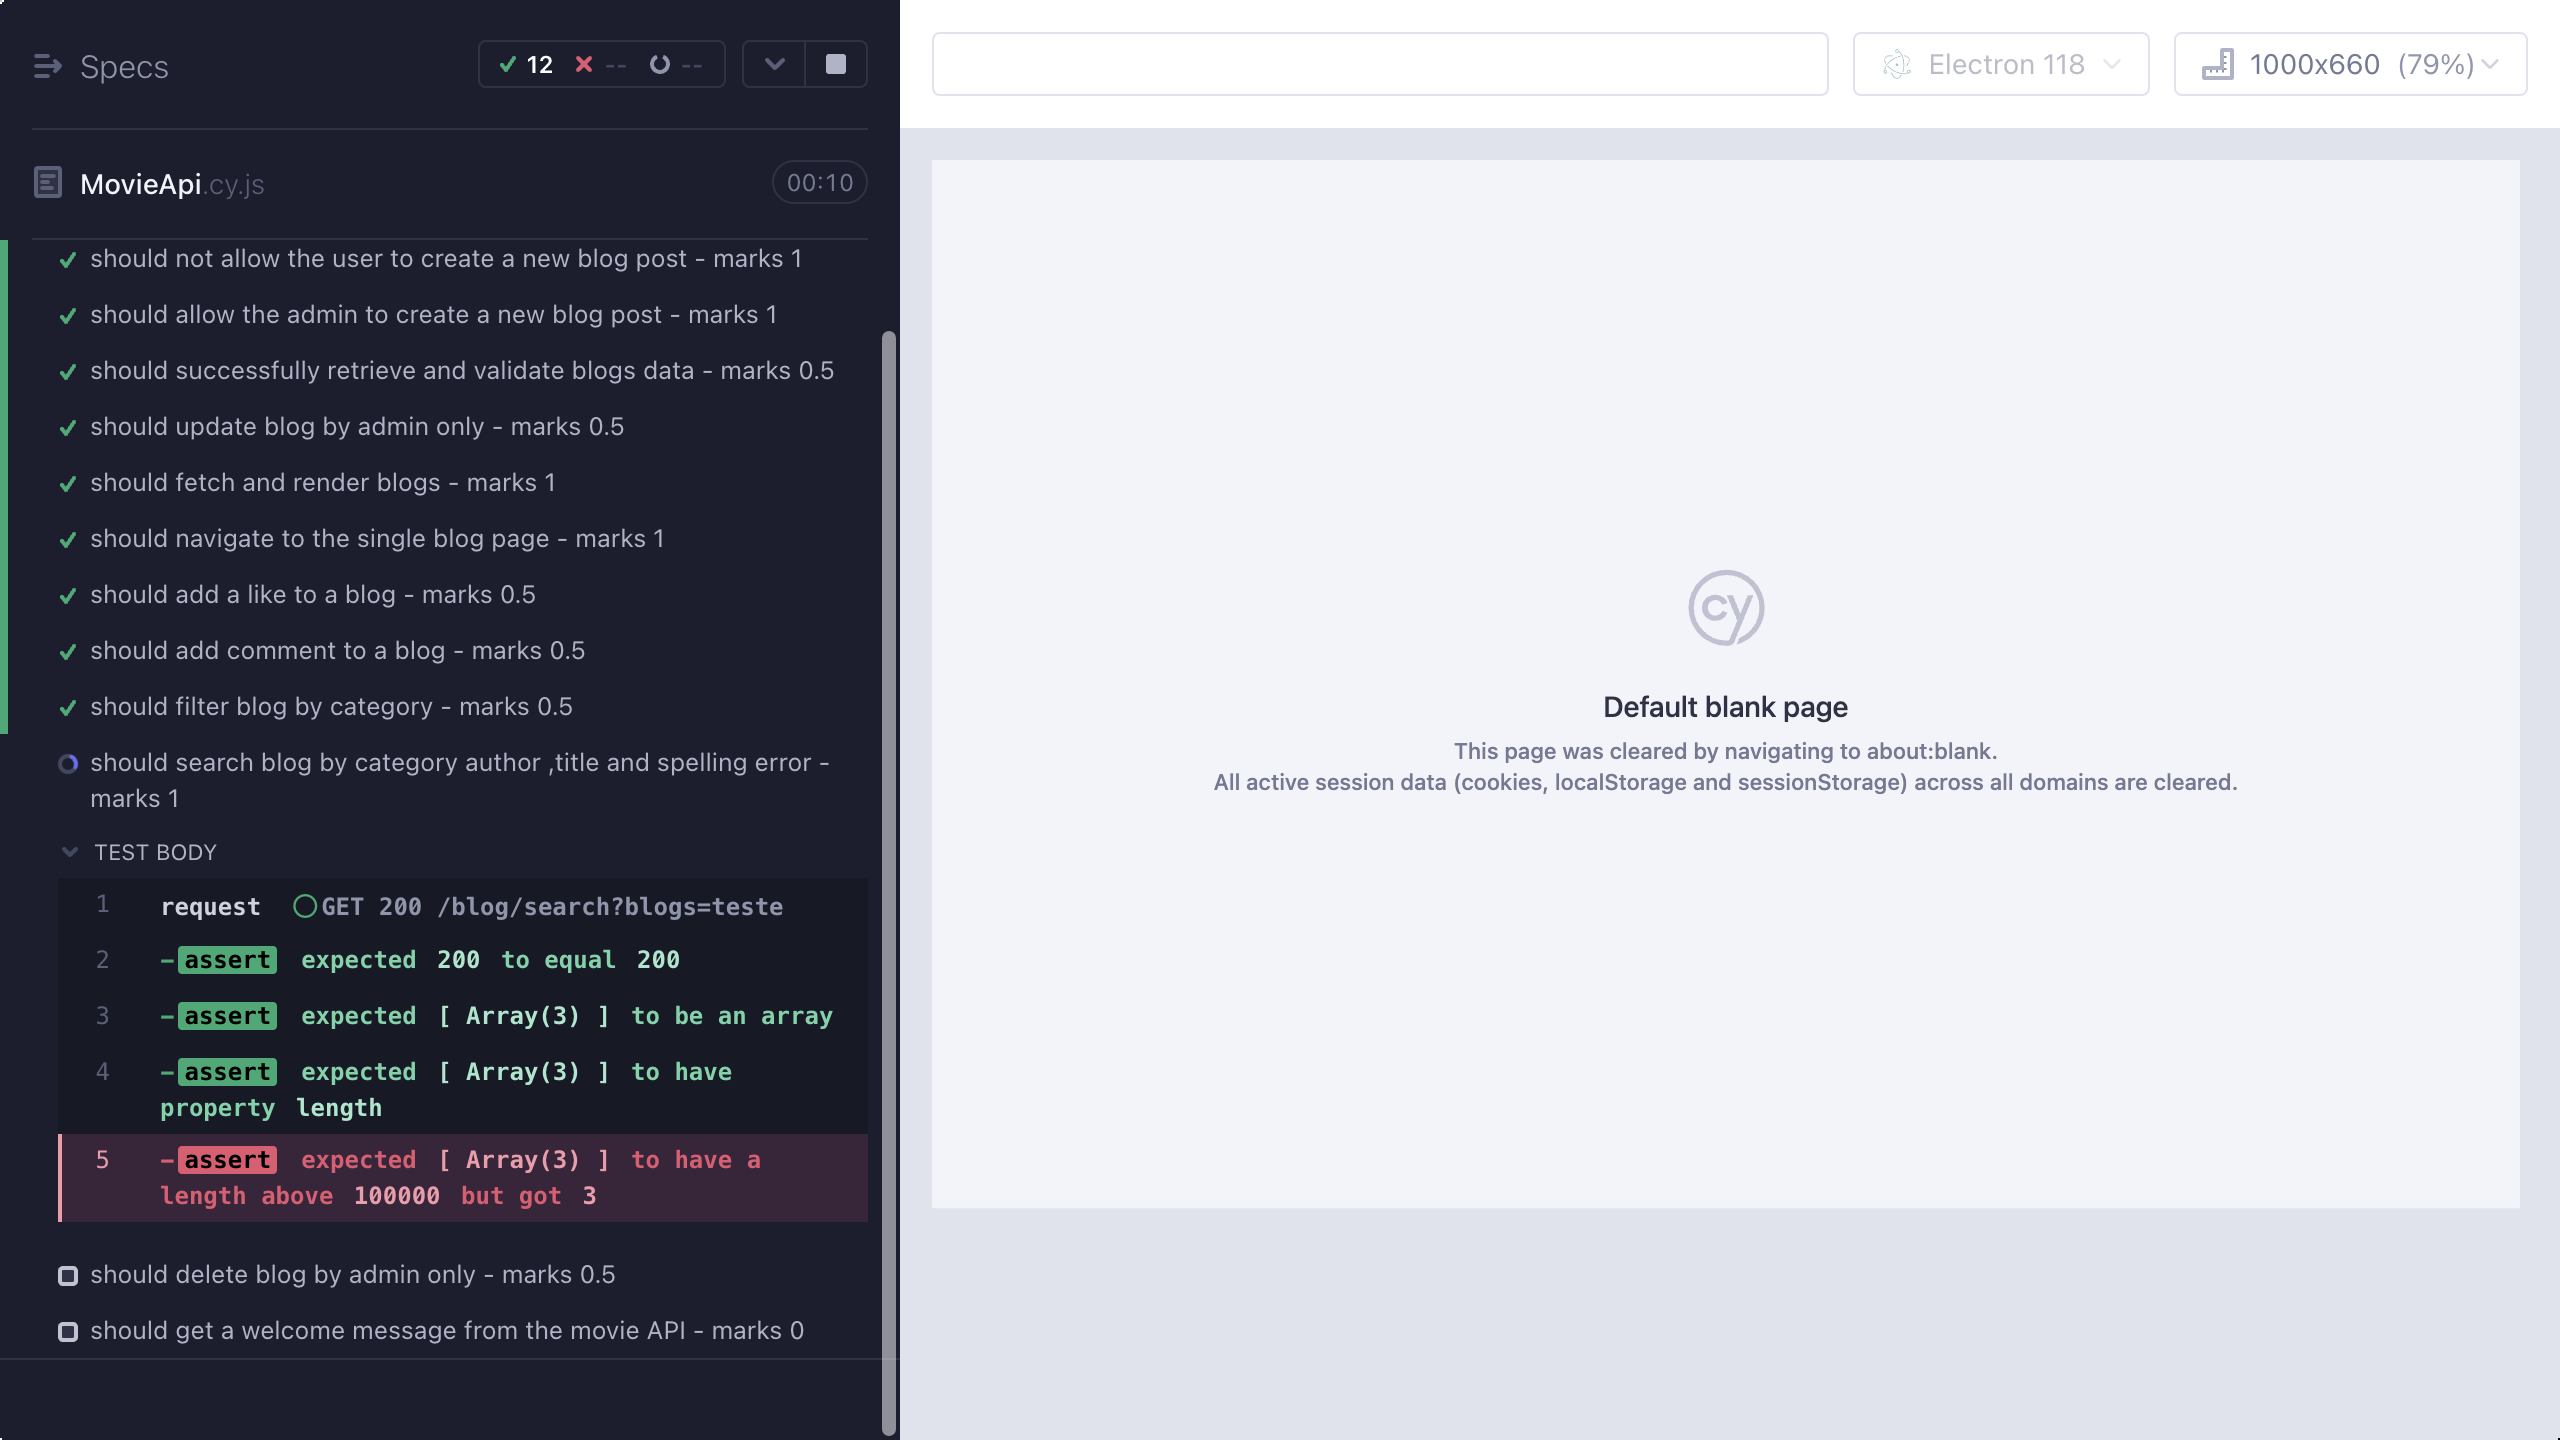 Specs
12 -- --
MovieApi.cy.js
00:10
should not allow the user to create a new blog post - marks 1
should allow the admin to create a new blog post - marks 1
should successfully retrieve and validate blogs data - marks 0.5
should update blog by admin only - marks 0.5
should fetch and render blogs - marks 1
should navigate to the single blog page - marks 1
should add a like to a blog - marks 0.5
should add comment to a blog - marks 0.5
should filter blog by category - marks 0.5
should search blog by category author ,title and spelling error -
marks 1
TEST BODY
1 request GET 200 /blog/search?blogs=teste
2 -assert expected 200 to equal 200
3 -assert expected [ Array(3) ] to be an array
4 -assert expected [ Array(3) ] to have
property length
5 -assert expected [ Array(3) ] to have a
length above 100000 but got 3
should delete blog by admin only - marks 0.5
should get a welcome message from the movie API - marks 0
Electron 118
1000x660 (79%)
cy
Default blank page
This page was cleared by navigating to about:blank.
All active session data (cookies, localStorage and sessionStorage) across all domains are cleared.